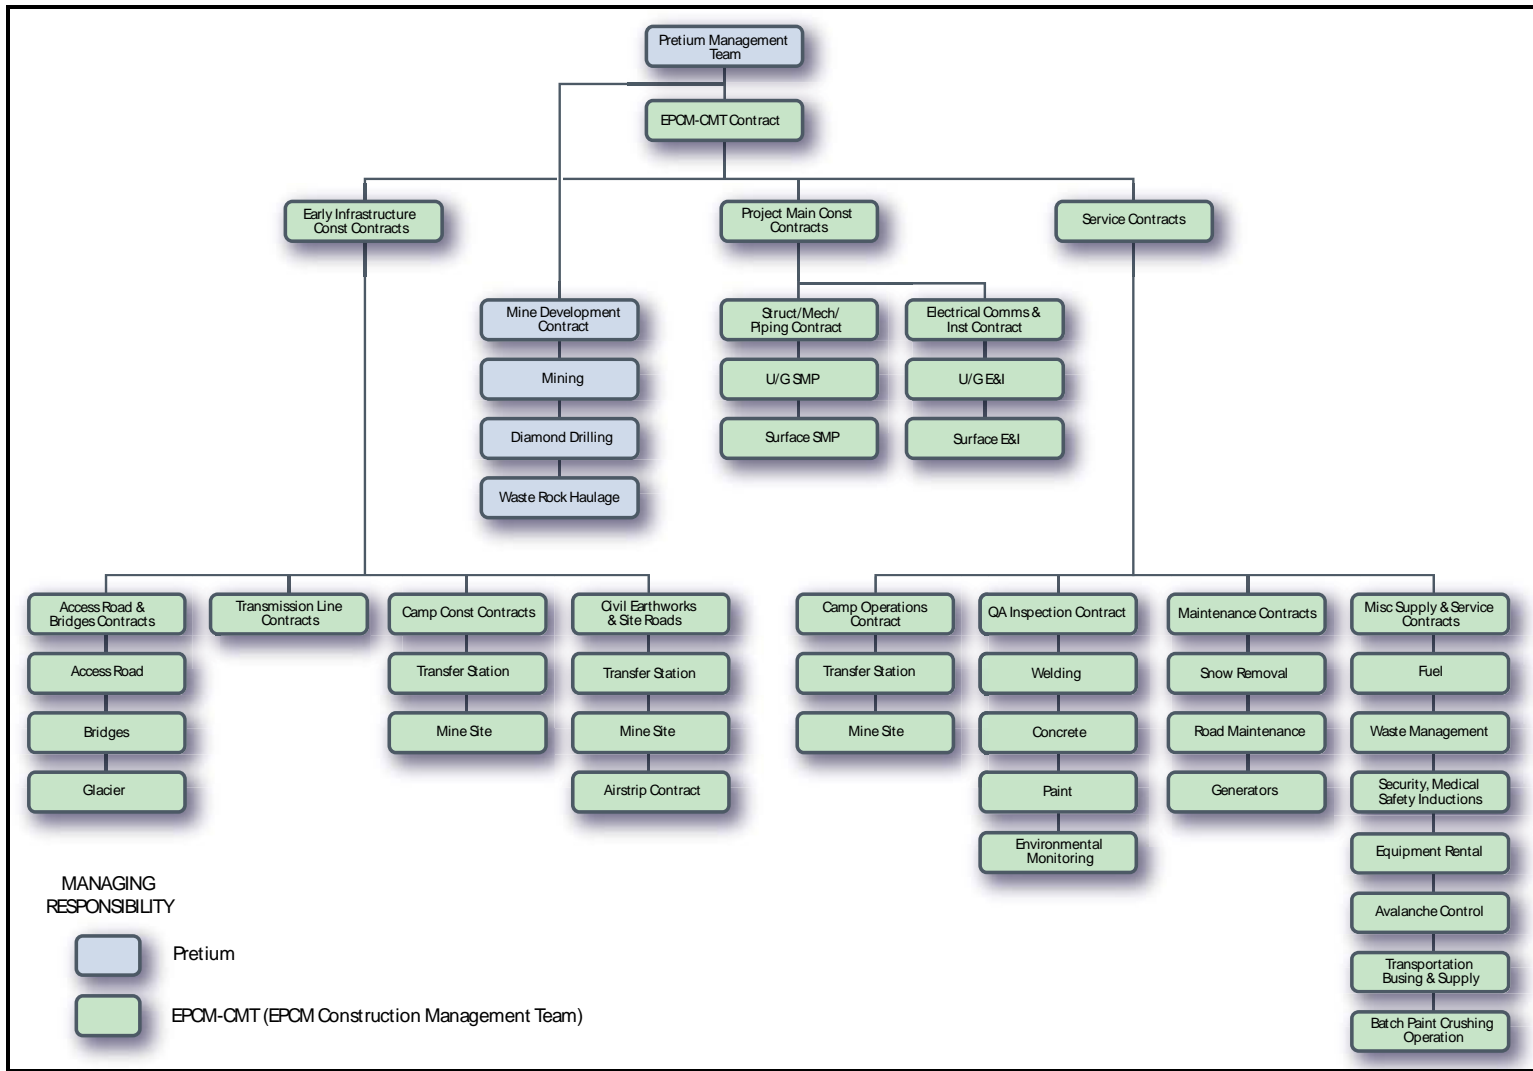 Pretium Management
Team
EPCM-CMT Contract
Early Infrastructure
Const Contracts
Project Main Const
Contracts
Service Contracts
Mine Development
Contract
Struct/Mech/
Piping Contract
Electrical Comms &
Inst Contract
Mining
U/G SMP
U/G E&I
Diamond Drilling
Surface SMP
Surface E&I
Waste Rock Haulage
Access Road &
Bridges Contracts
Transmission Line
Contracts
Camp Const Contracts
Civil Earthworks
& Site Roads
Camp Operations
Contract
QA Inspection Contract
Maintenance Contracts
Misc Supply & Service
Contracts
Access Road
Transfer Station
Transfer Station
Transfer Station
Welding
Snow Removal
Fuel
Bridges
Mine Site
Mine Site
Mine Site
Concrete
Road Maintenance
Waste Management
Glacier
Airstrip Contract
Paint
Generators
Security, Medical
Safety Inductions
Environmental
Monitoring
Equipment Rental
Avalanche Control
Transportation
Busing & Supply
Batch Paint Crushing
Operation
MANAGING
RESPONSIBILITY
Pretium
EPCM-CMT (EPCM Construction Management Team)